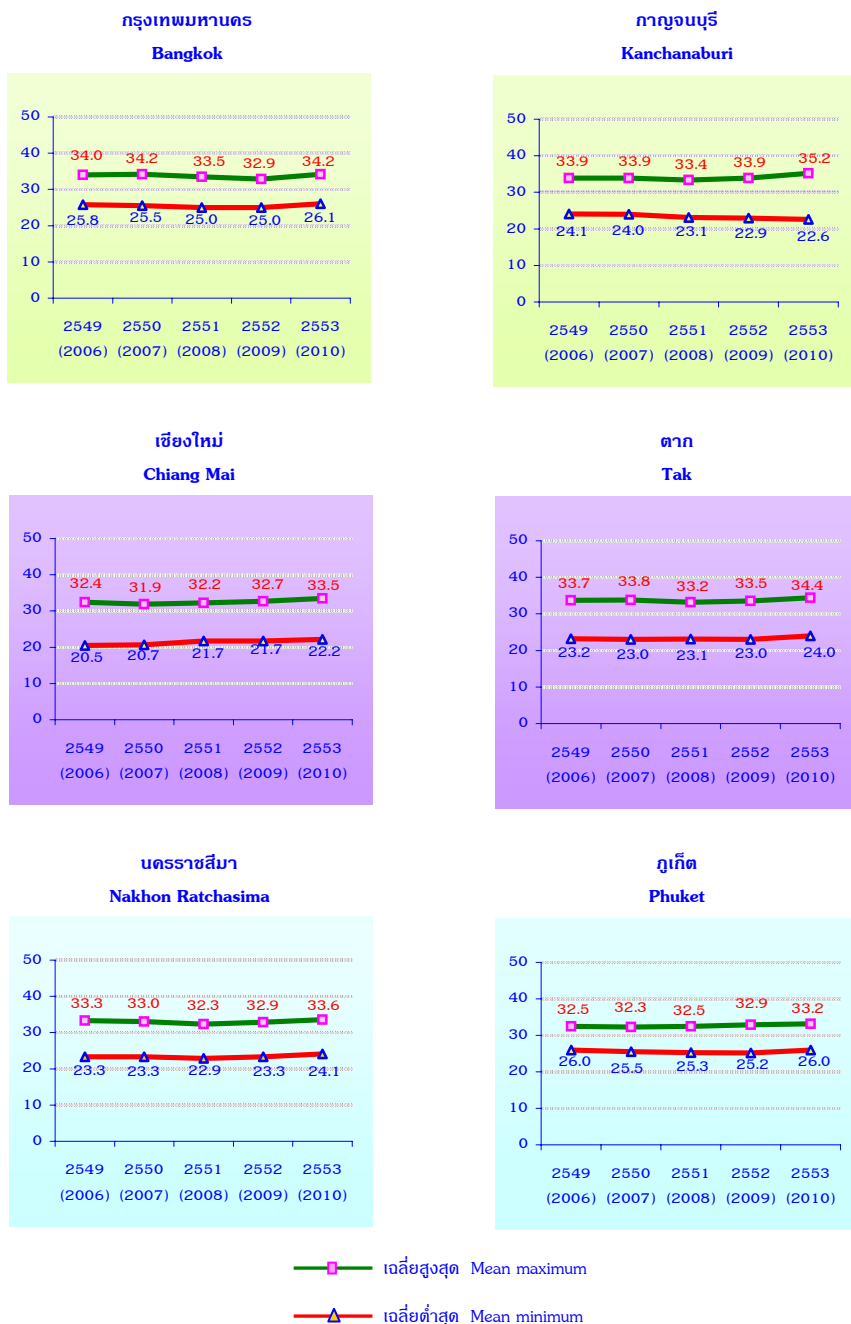 กรุงเทพมหานคร
Bangkok
50
40
30
20
10
0
34.0 34.2 33.5 32.9 34.2
25.8 25.5 25.0 25.0 26.1
2549 2550 2551 2552 2553
(2006) (2007) (2008) (2009) (2010)
กาญจนบุรี
Kanchanaburi
50
40
30
20
10
0
33.9 33.9 33.4 33.9 35.2
24.1 24.0 23.1 22.9 22.6
2549 2550 2551 2552 2553
(2006) (2007) (2008) (2009) (2010)
เชียงใหม่
Chiang Mai
50
40
30
20
10
0
32.4 31.9 32.2 32.7 33.5
20.5 20.7 21.7 21.7 22.2
2549 2550 2551 2552 2553
(2006) (2007) (2008) (2009) (2010)
ตาก
Tak
50
40
30
20
10
0
33.7 33.8 33.2 33.5 34.4
23.2 23.0 23.1 23.0 24.0
2549 2550 2551 2552 2553
(2006) (2007) (2008) (2009) (2010)
นครราชสีมา
Nakhon Ratchasima
50
40
30
20
10
0
33.3 33.0 32.3 32.9 33.6
23.3 23.3 22.9 23.3 24.1
2549 2550 2551 2552 2553
(2006) (2007) (2008) (2009) (2010)
ภูเก็ต
Phuket
50
40
30
20
10
0
32.5 32.3 32.5 32.9 33.2
26.0 25.5 25.3 25.2 26.0
2549 2550 2551 2552 2553
(2006) (2007) (2008) (2009) (2010)
เฉลี่ยสูงสุด Mean maximum
เฉลี่ยต่ำสุด Mean minimum